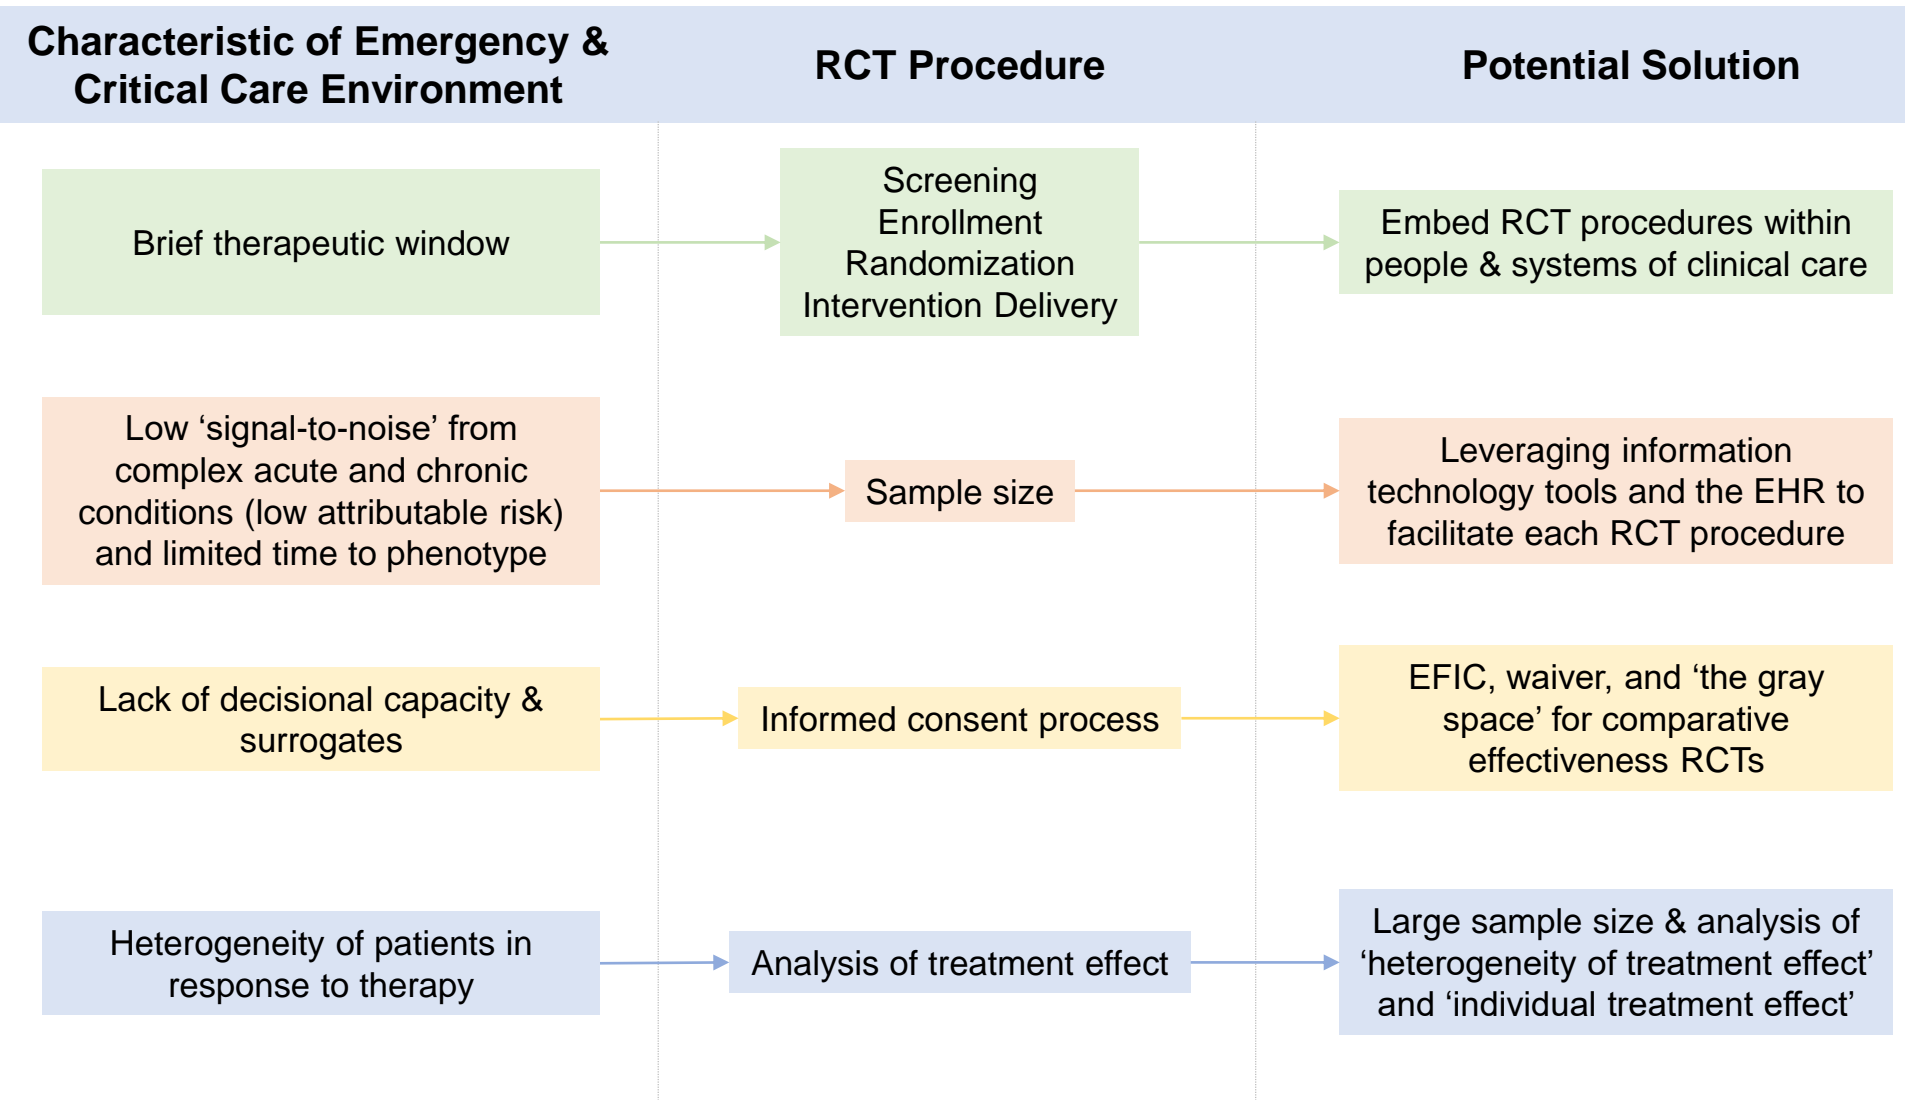 Characteristic of Emergency &
Critical Care Environment
RCT Procedure
Potential Solution
Brief therapeutic window
Screening
Enrollment
Randomization
Intervention Delivery
Embed RCT procedures within
people & systems of clinical care
Low ‘signal-to-noise’ from
complex acute and chronic
conditions (low attributable risk)
and limited time to phenotype
Sample size
Leveraging information
technology tools and the EHR to
facilitate each RCT procedure
Lack of decisional capacity &
surrogates
Informed consent process
EFIC, waiver, and ‘the gray
space’ for comparative
effectiveness RCTs
Heterogeneity of patients in
response to therapy
Analysis of treatment effect
Large sample size & analysis of
‘heterogeneity of treatment effect’
and ‘individual treatment effect’